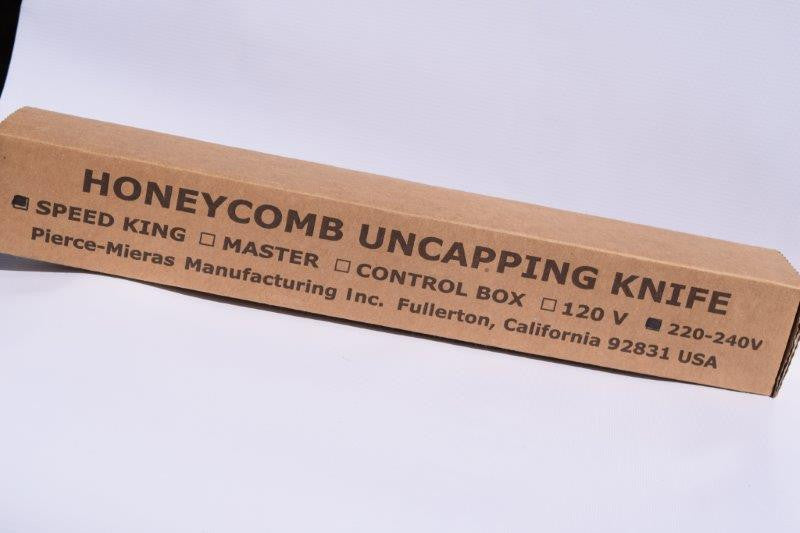 HONEYCOMB UNCAPPING KNIFE
SPEED KING MASTER CONTROL BOX 120 V 220-240V
Pierce-Mieras Manufacturing Inc. Fullerton, California 92831 USA